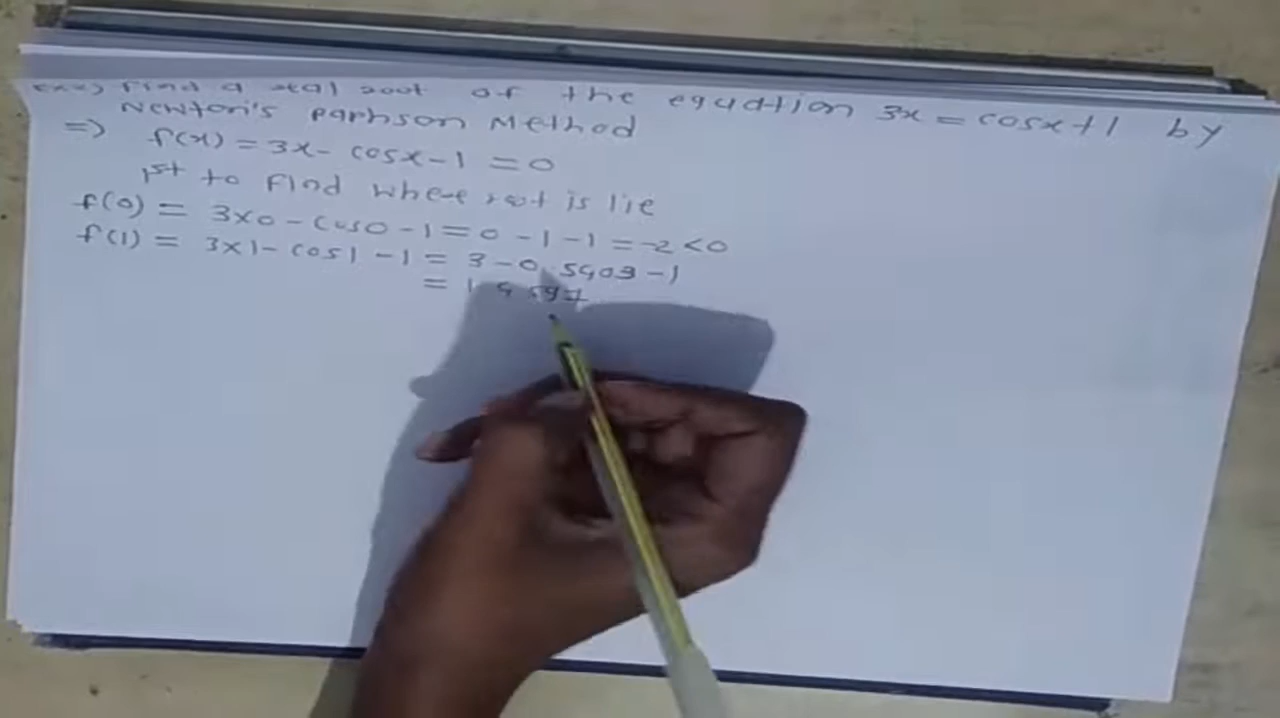 Find a real root of the equation 3x = cosx+1 by
Newton's Raphson Method
=> f(x) = 3x - cosx - 1 = 0
1st to find where root is lie
f(0) = 3x0 - cos0 - 1 = 0 - 1 - 1 = -2 < 0
f(1) = 3x1 - cos1 - 1 = 3 - 0.5403 - 1
= 1.4597